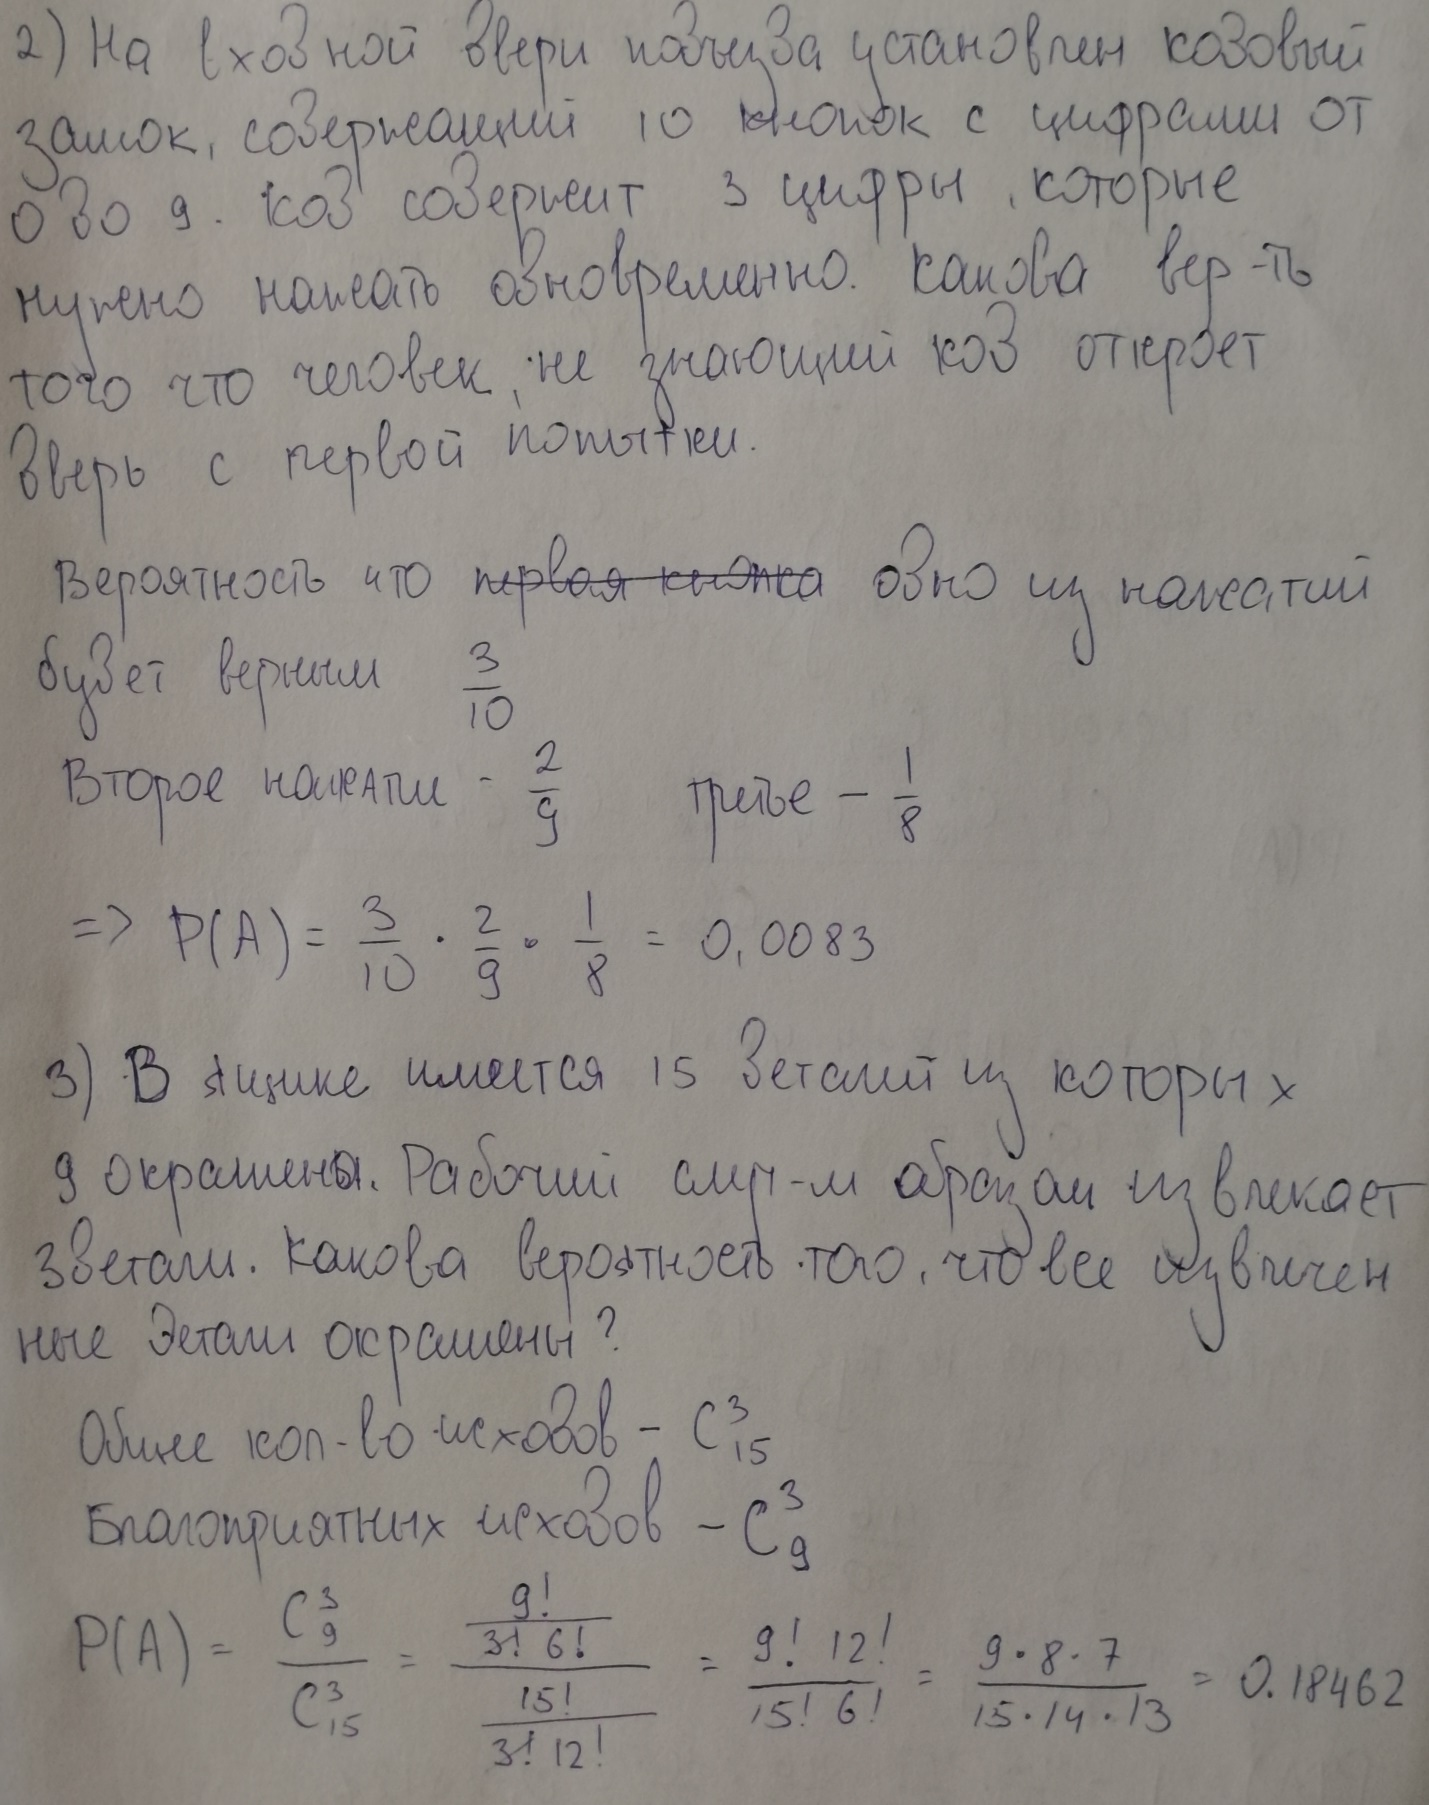 2) На входной двери подъезда установлен кодовый
замок, содержащий 10 кнопок с цифрами от
0 до 9. Код содержит 3 цифры, которые
нужно нажать одновременно. Какова вер-ть
того что человек, не знающий код откроет
дверь с первой попытки.
Вероятность что первая кнопка одно из нажатий
будет верным 3/10
Второе нажати - 2/9 третье - 1/8
=> P(A) = 3/10 · 2/9 · 1/8 = 0,0083
3) В ящике имеется 15 деталей из которых
9 окрашены. Рабочий случ-м образом извлекает
3 детали. Какова вероятность того, что все извлечен
ные детали окрашены?
Общее кол-во исходов - C³₁₅
Благоприятных исходов - C³₉
P(A) = C³₉ / C³₁₅ = (9! / (3! 6!)) / (15! / (3! 12!)) = (9! 12!) / (15! 6!) = (9·8·7) / (15·14·13) = 0.18462